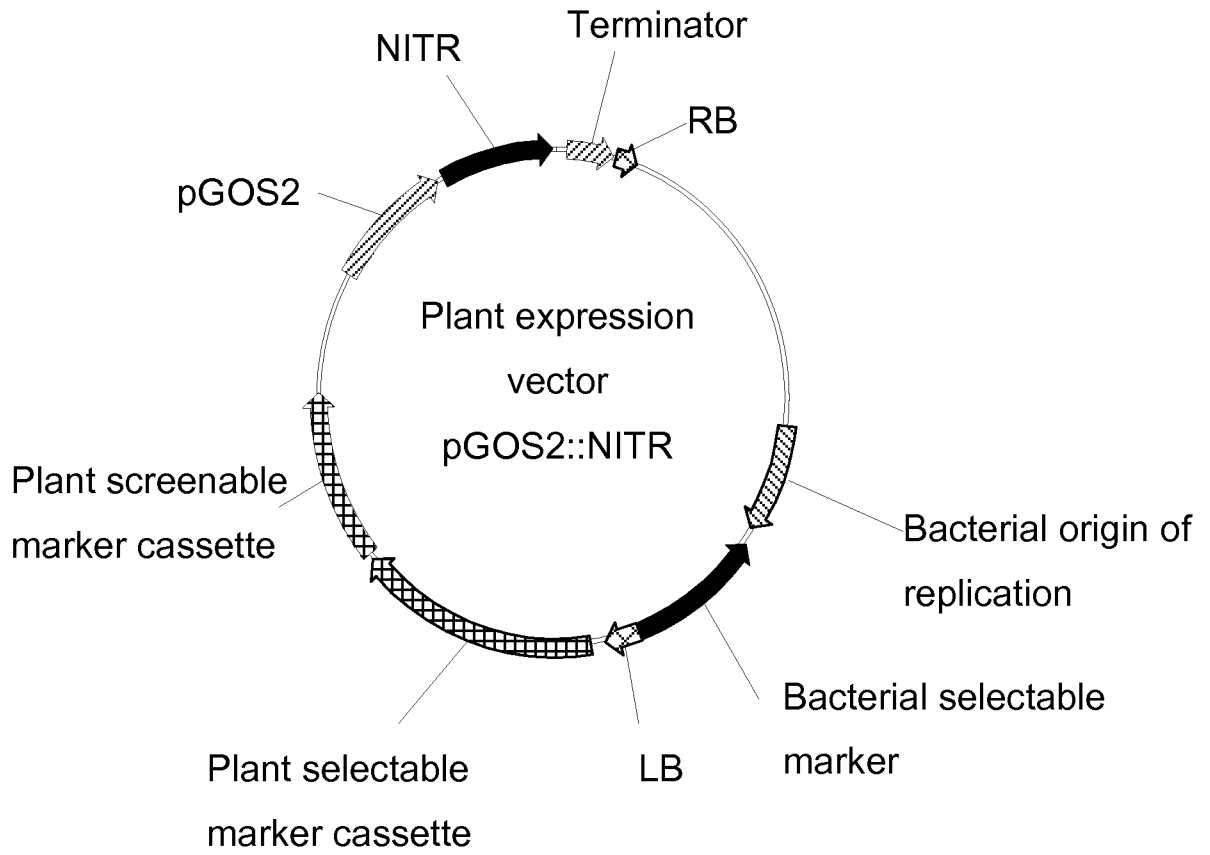 Terminator
NITR
RB
pGOS2
Plant expression
vector
pGOS2::NITR
Plant screenable
marker cassette
Bacterial origin of
replication
Bacterial selectable
marker
Plant selectable
marker cassette
LB